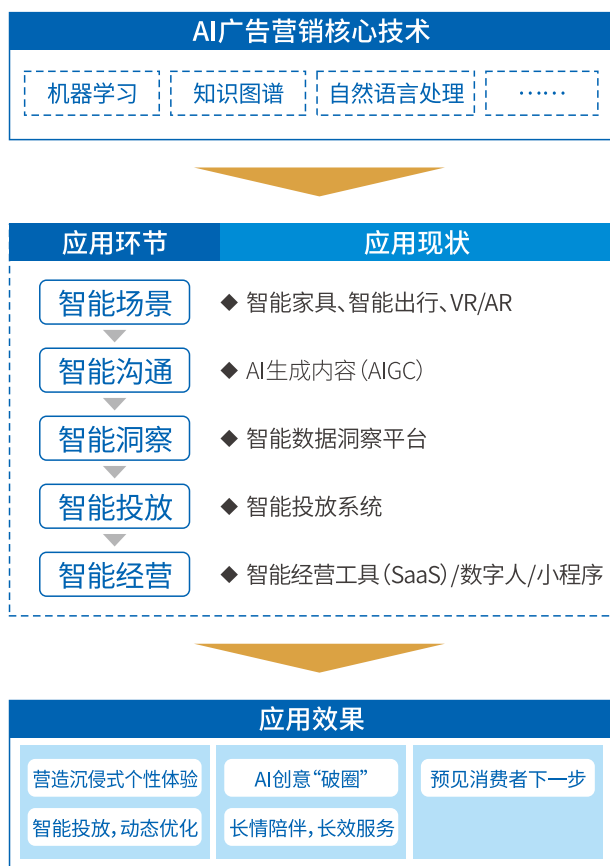 AI广告营销核心技术
机器学习 知识图谱 自然语言处理 ……
应用环节 应用现状
智能场景 ◆ 智能家具、智能出行、VR/AR
智能沟通 ◆ AI生成内容(AIGC)
智能洞察 ◆ 智能数据洞察平台
智能投放 ◆ 智能投放系统
智能经营 ◆ 智能经营工具(SaaS)/数字人/小程序
应用效果
营造沉浸式个性体验 AI创意“破圈” 预见消费者下一步
智能投放,动态优化 长情陪伴,长效服务